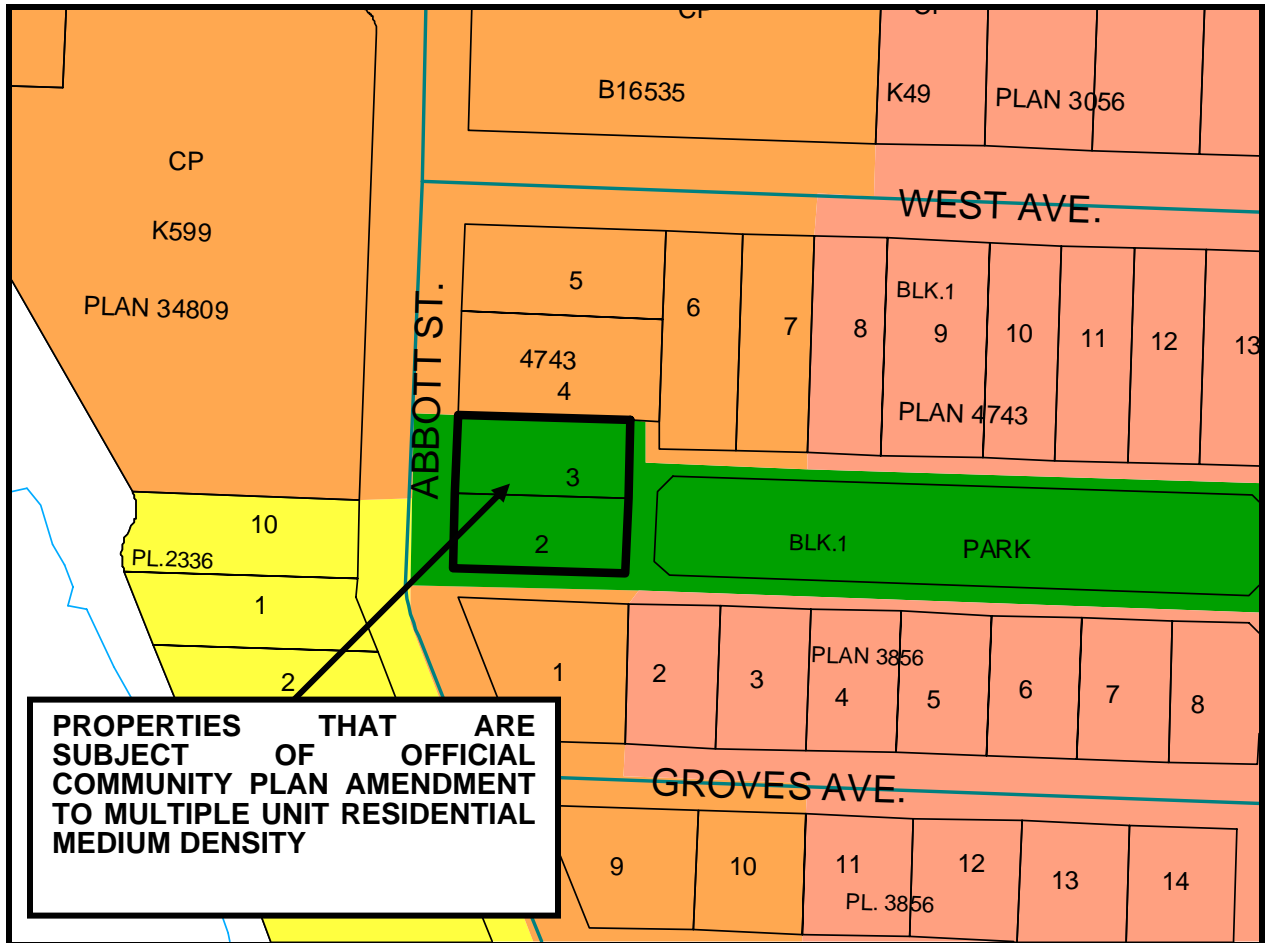 CP
B16535
K49
PLAN 3056
CP
K599
PLAN 34809
WEST AVE.
ABBOTT ST.
5
6
7
8
BLK.1
9
10
11
12
13
4743
4
PLAN 4743
3
2
BLK.1
PARK
10
PL.2336
1
2
1
2
3
PLAN 3856
4
5
6
7
8
GROVES AVE.
9
10
11
12
13
14
PL. 3856
PROPERTIES THAT ARE
SUBJECT OF OFFICIAL
COMMUNITY PLAN AMENDMENT
TO MULTIPLE UNIT RESIDENTIAL
MEDIUM DENSITY